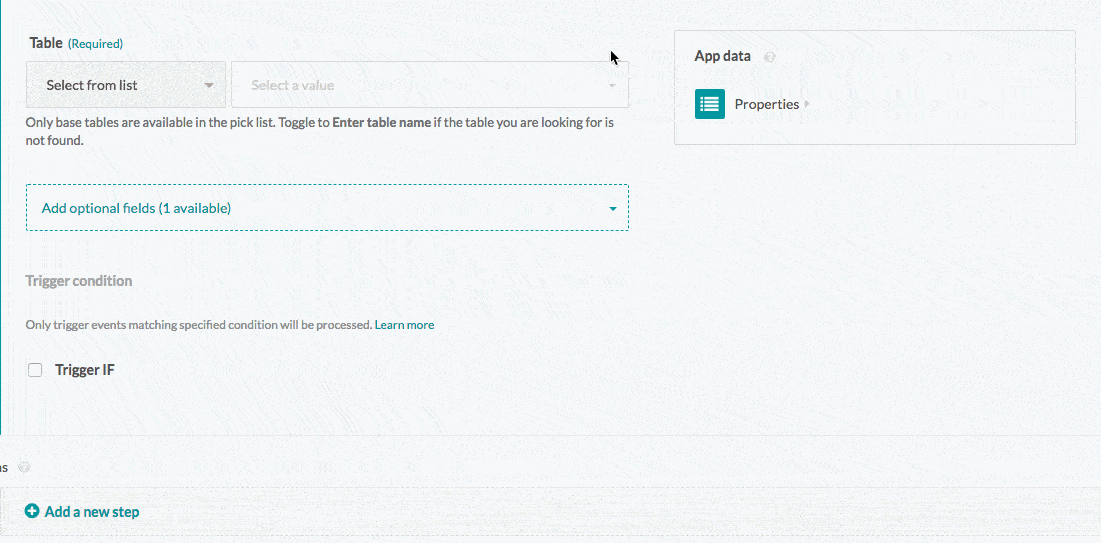 Table (Required)
Select from list
Select a value
Only base tables are available in the pick list. Toggle to Enter table name if the table you are looking for is
not found.
Add optional fields (1 available)
Trigger condition
Only trigger events matching specified condition will be processed. Learn more
Trigger IF
App data
Properties
ns
Add a new step